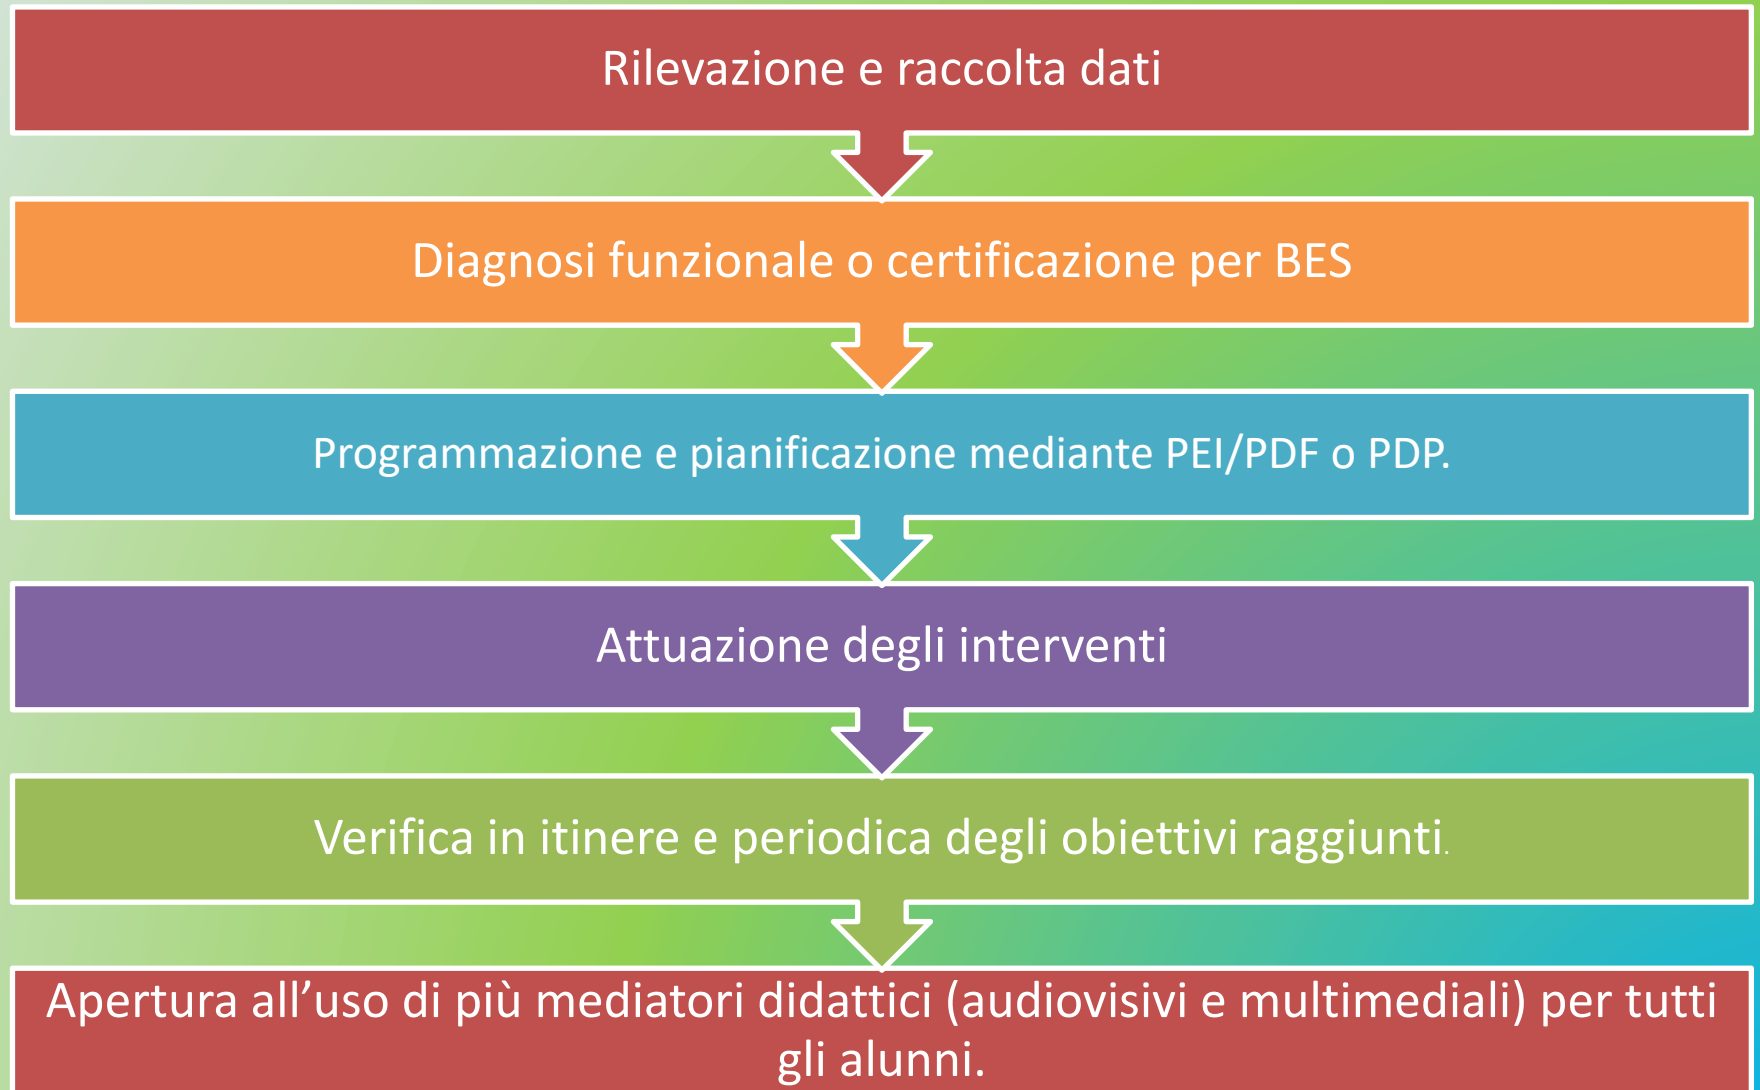 Rilevazione e raccolta dati
Diagnosi funzionale o certificazione per BES
Programmazione e pianificazione mediante PEI/PDF o PDP.
Attuazione degli interventi
Verifica in itinere e periodica degli obiettivi raggiunti.
Apertura all’uso di più mediatori didattici (audiovisivi e multimediali) per tutti
gli alunni.